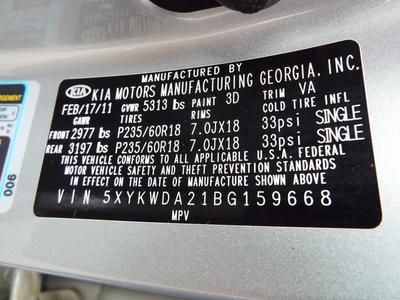 MANUFACTURED BY
KIA KIA MOTORS MANUFACTURING GEORGIA, INC.
FEB/17/11 GVWR 5313 lbs PAINT 3D TRIM VA
GAWR TIRES RIMS COLD TIRE INFL
FRONT 2977 lbs P235/60R18 7.0JX18 33psi SINGLE
REAR 3197 lbs P235/60R18 7.0JX18 33psi SINGLE
THIS VEHICLE CONFORMS TO ALL APPLICABLE U.S.A. FEDERAL
MOTOR VEHICLE SAFETY AND THEFT PREVENTION STANDARDS
IN EFFECT ON THE DATE OF MANUFACTURE SHOWN ABOVE.
VIN 5XYKWDA21BG159668
MPV
900